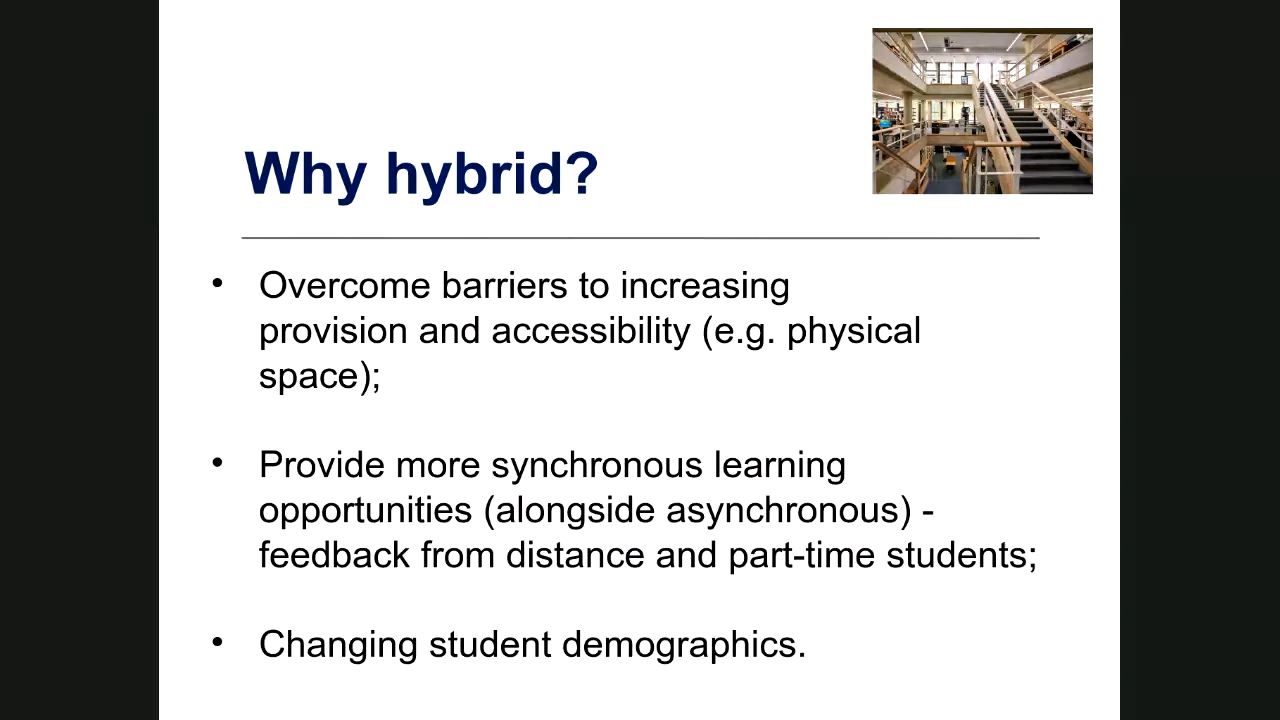 Why hybrid?
• Overcome barriers to increasing
provision and accessibility (e.g. physical
space);
• Provide more synchronous learning
opportunities (alongside asynchronous) -
feedback from distance and part-time students;
• Changing student demographics.